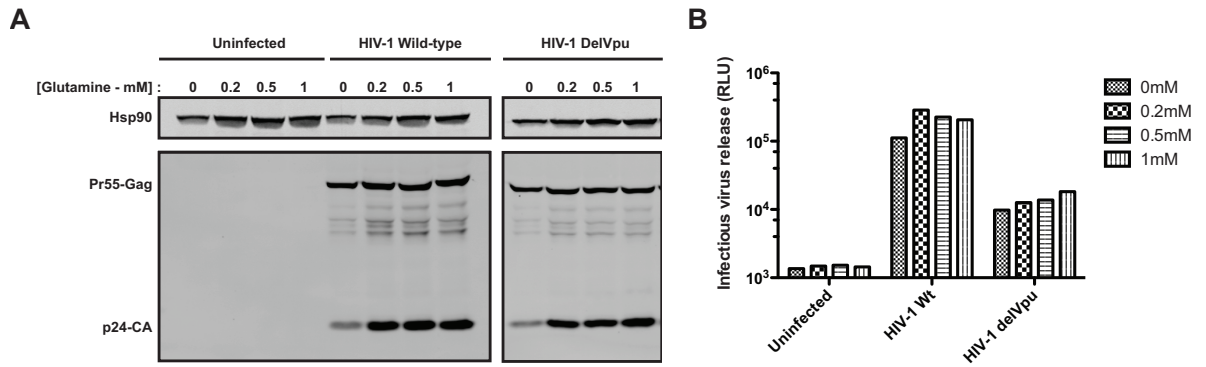 A
Uninfected HIV-1 Wild-type HIV-1 DelVpu
[Glutamine - mM] : 0 0.2 0.5 1 0 0.2 0.5 1 0 0.2 0.5 1
Hsp90
Pr55-Gag
p24-CA
B
Infectious virus release (RLU)
10⁶
10⁵
10⁴
10³
Uninfected
HIV-1 Wt
HIV-1 delVpu
0mM
0.2mM
0.5mM
1mM